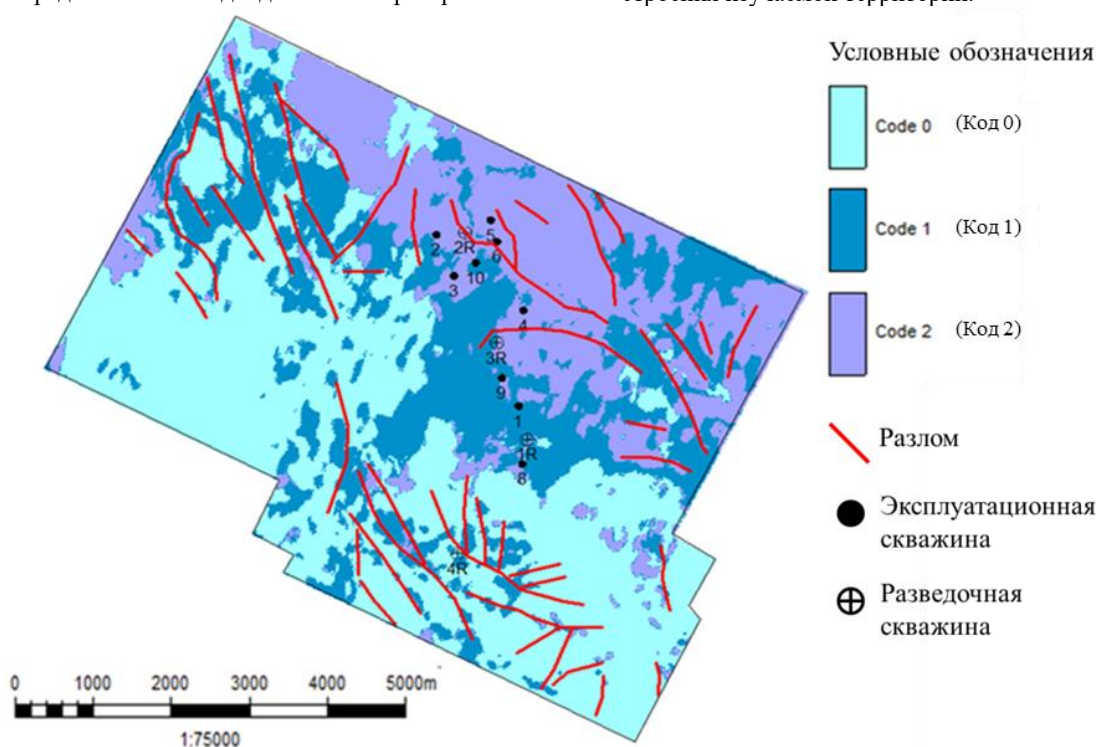 Условные обозначения
Code 0 (Код 0)
Code 1 (Код 1)
Code 2 (Код 2)
Разлом
Эксплуатационная
скважина
Разведочная
скважина
5
2
2R
6
3
10
4
3R
9
1
1R
8
4R
0 1000 2000 3000 4000 5000m
1:75000